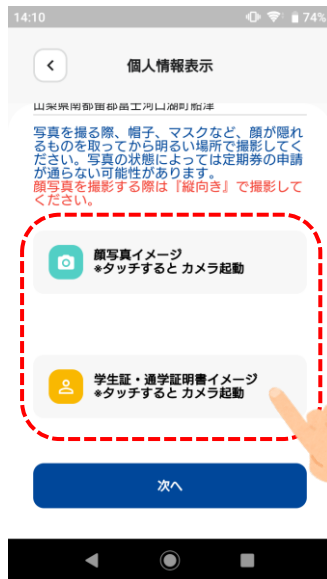 14:10
74%
個人情報表示
山梨県南都留郡富士河口湖町船津
写真を撮る際、帽子、マスクなど、顔が隠れ
るものを取ってから明るい場所で撮影してく
ださい。写真の状態によっては定期券の申請
が通らない可能性があります。
顔写真を撮影する際は『縦向き』で撮影して
ください。
顔写真イメージ
※タッチすると カメラ起動
学生証・通学証明書イメージ
※タッチすると カメラ起動
次へ